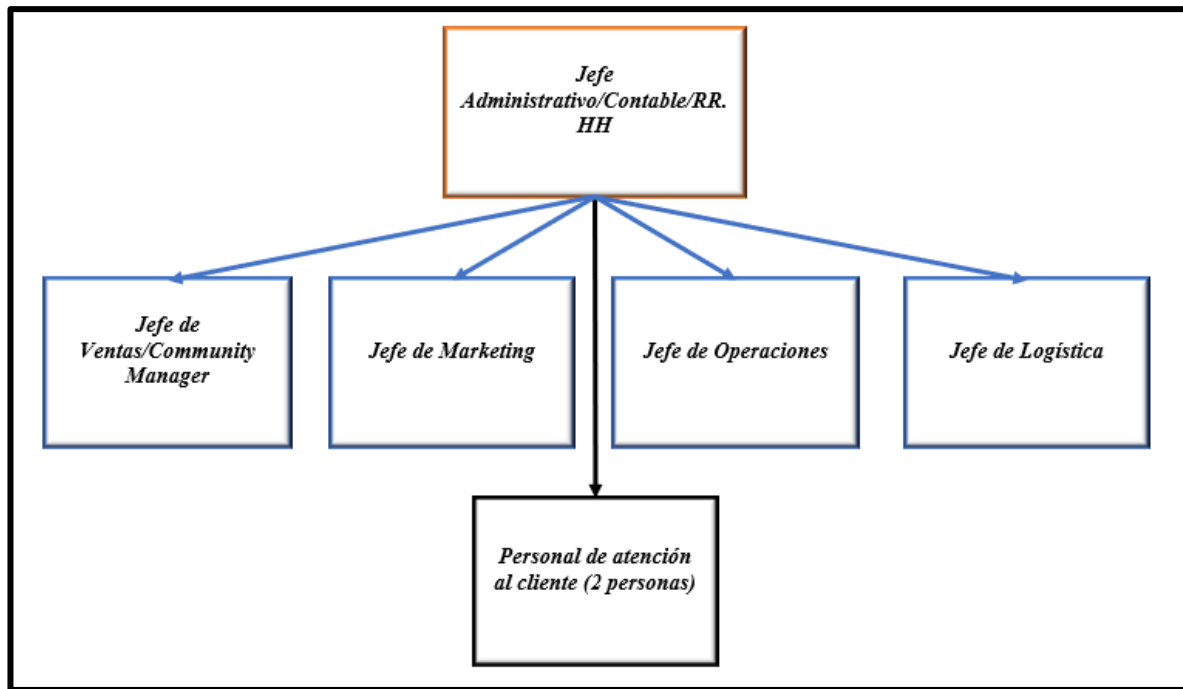 Jefe
Administrativo/Contable/RR.
HH
Jefe de
Ventas/Community
Manager
Jefe de Marketing
Jefe de Operaciones
Jefe de Logística
Personal de atención
al cliente (2 personas)